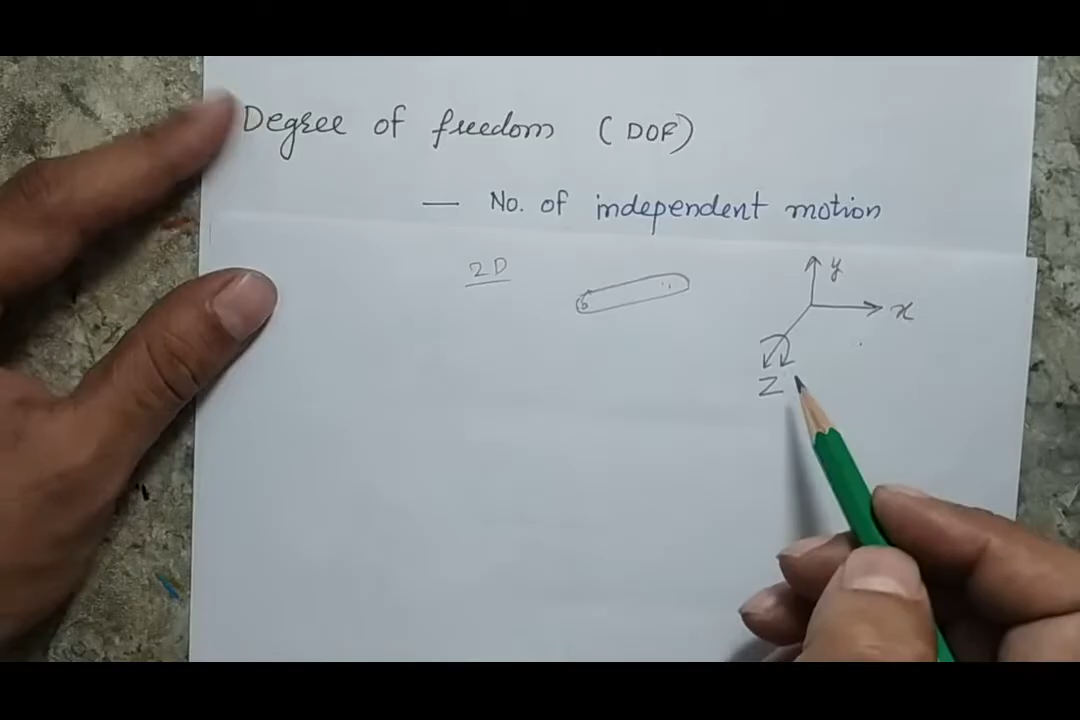 Degree of freedom (DOF)
— No. of independent motion
2D
y
x
Z